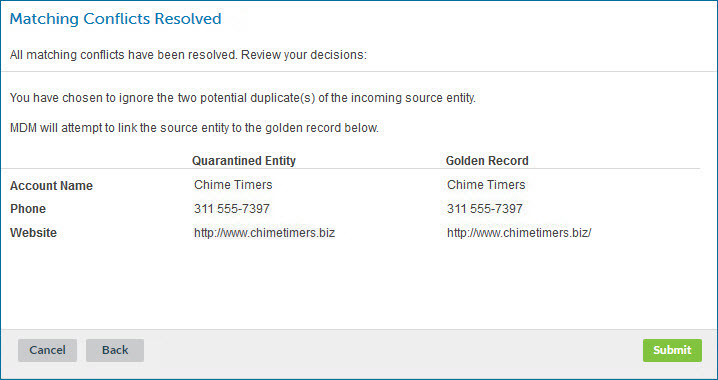 Matching Conflicts Resolved
All matching conflicts have been resolved. Review your decisions:
You have chosen to ignore the two potential duplicate(s) of the incoming source entity.
MDM will attempt to link the source entity to the golden record below.
Quarantined Entity Golden Record
Account Name Chime Timers Chime Timers
Phone 311 555-7397 311 555-7397
Website http://www.chimetimers.biz http://www.chimetimers.biz/
Cancel Back Submit